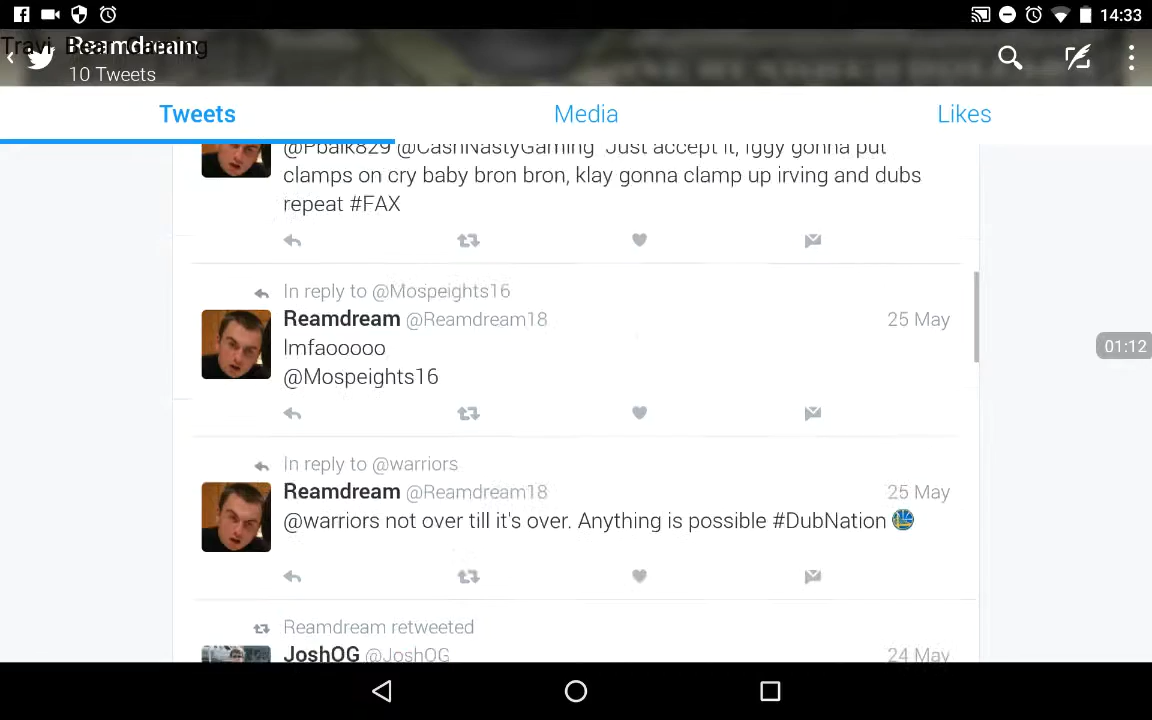 14:33
Reamdream
10 Tweets
Tweets
Media
Likes
@Pbalk829 @CashNastyGaming Just accept it, Iggy gonna put
clamps on cry baby bron bron, klay gonna clamp up irving and dubs
repeat #FAX
In reply to @Mospeights16
Reamdream @Reamdream18
25 May
lmfaooooo
@Mospeights16
01:12
In reply to @warriors
Reamdream @Reamdream18
25 May
@warriors not over till it's over. Anything is possible #DubNation
Reamdream retweeted
JoshOG @JoshOG
24 May